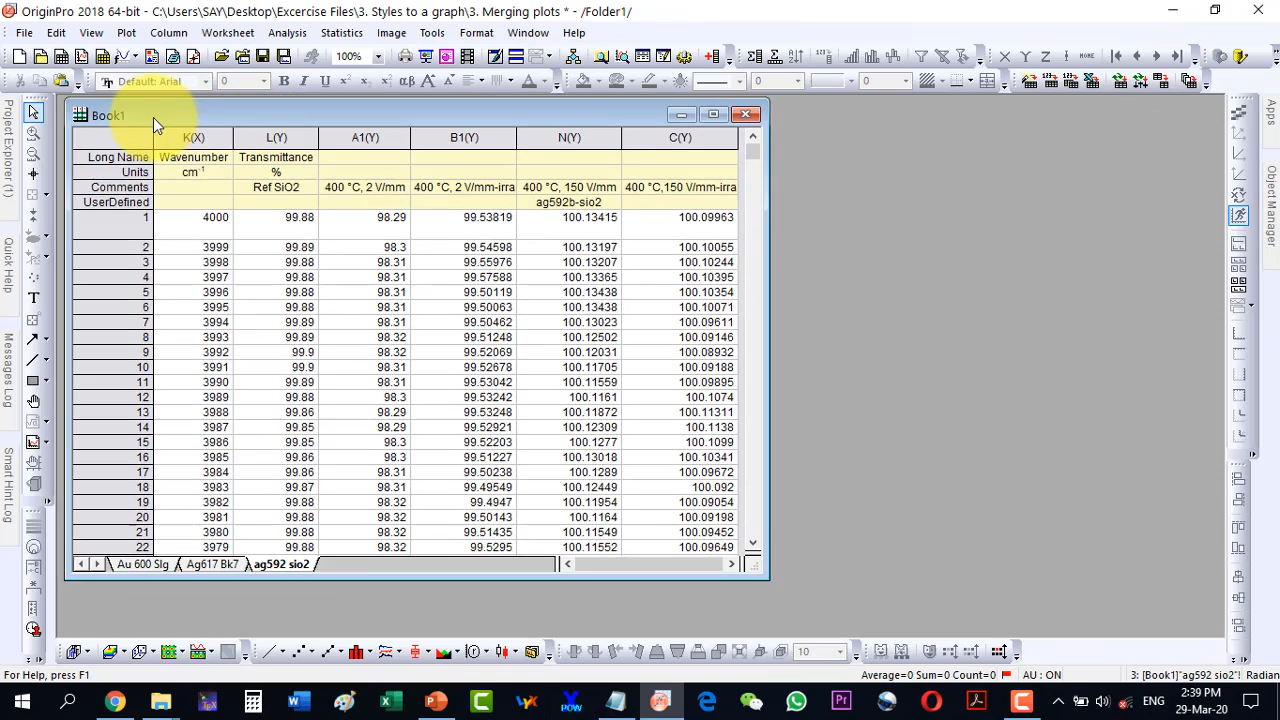 OriginPro 2018 64-bit - C:\Users\SAY\Desktop\Excercise Files\3. Styles to a graph\3. Merging plots * - /Folder1/
File Edit View Plot Column Worksheet Analysis Statistics Image Tools Format Window Help
100%
Default: Arial 0 B I U 0 0
Project Explorer (1)
Quick Help
Messages Log
Smart Hint Log
Apps
Object Manager
Book1
K(X) L(Y) A1(Y) B1(Y) N(Y) C(Y)
Long Name Wavenumber Transmittance
Units cm-1 %
Comments Ref SiO2 400 °C, 2 V/mm 400 °C, 2 V/mm-irra 400 °C, 150 V/mm 400 °C,150 V/mm-irra
UserDefined ag592b-sio2
1 4000 99.88 98.29 99.53819 100.13415 100.09963
2 3999 99.89 98.3 99.54598 100.13197 100.10055
3 3998 99.88 98.31 99.55976 100.13207 100.10244
4 3997 99.88 98.31 99.57588 100.13365 100.10395
5 3996 99.88 98.31 99.50119 100.13438 100.10354
6 3995 99.88 98.31 99.50063 100.13438 100.10071
7 3994 99.89 98.31 99.50462 100.13023 100.09611
8 3993 99.89 98.32 99.51248 100.12502 100.09146
9 3992 99.9 98.32 99.52069 100.12031 100.08932
10 3991 99.9 98.32 99.52678 100.11705 100.09188
11 3990 99.89 98.31 99.53042 100.11559 100.09895
12 3989 99.88 98.3 99.53242 100.1161 100.1074
13 3988 99.86 98.29 99.53248 100.11872 100.11311
14 3987 99.85 98.29 99.52921 100.12309 100.1138
15 3986 99.85 98.3 99.52203 100.1277 100.1099
16 3985 99.86 98.3 99.51227 100.13018 100.10341
17 3984 99.86 98.31 99.50238 100.1289 100.09672
18 3983 99.87 98.31 99.49549 100.12449 100.092
19 3982 99.88 98.32 99.4947 100.11954 100.09054
20 3981 99.88 98.32 99.50143 100.1164 100.09198
21 3980 99.88 98.32 99.51435 100.11549 100.09452
22 3979 99.88 98.32 99.5295 100.11552 100.09649
Au 600 Slg Ag617 Bk7 ag592 sio2
10
For Help, press F1
Average=0 Sum=0 Count=0 AU : ON 3: [Book1]"ag592 sio2" Radian
ENG 2:39 PM
29-Mar-20